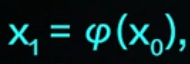 x₁ = φ(x₀),